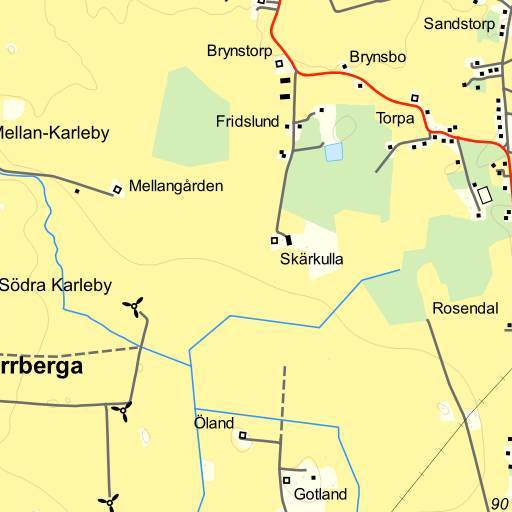 Sandstorp
Brynstorp
Brynsbo
Fridslund
Torpa
Mellan-Karleby
Mellangården
Skärkulla
Södra Karleby
Rosendal
rrberga
Öland
Gotland
90